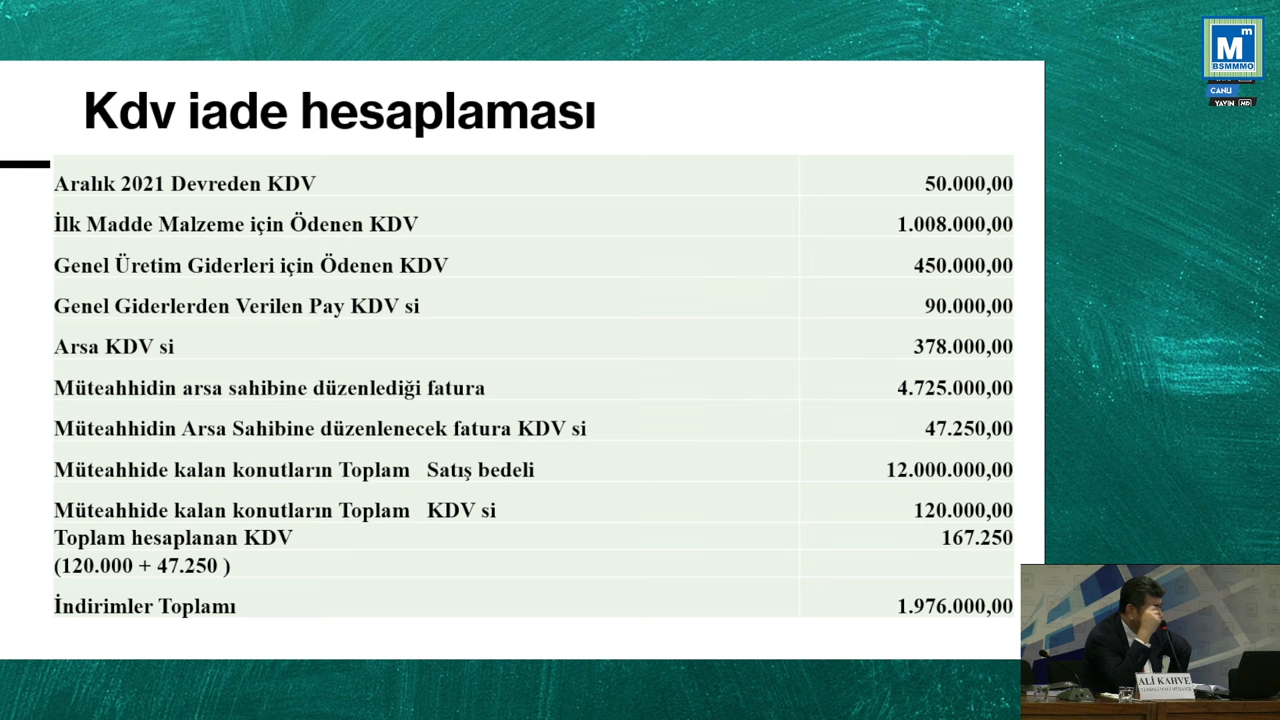 Kdv iade hesaplaması
Aralık 2021 Devreden KDV 50.000,00
İlk Madde Malzeme için Ödenen KDV 1.008.000,00
Genel Üretim Giderleri için Ödenen KDV 450.000,00
Genel Giderlerden Verilen Pay KDV si 90.000,00
Arsa KDV si 378.000,00
Müteahhidin arsa sahibine düzenlediği fatura 4.725.000,00
Müteahhidin Arsa Sahibine düzenlenecek fatura KDV si 47.250,00
Müteahhide kalan konutların Toplam Satış bedeli 12.000.000,00
Müteahhide kalan konutların Toplam KDV si 120.000,00
Toplam hesaplanan KDV 167.250
(120.000 + 47.250 )
İndirimler Toplamı 1.976.000,00
M m
BSMMMO
CANLI
YAYIN HD
ALİ KAHVE